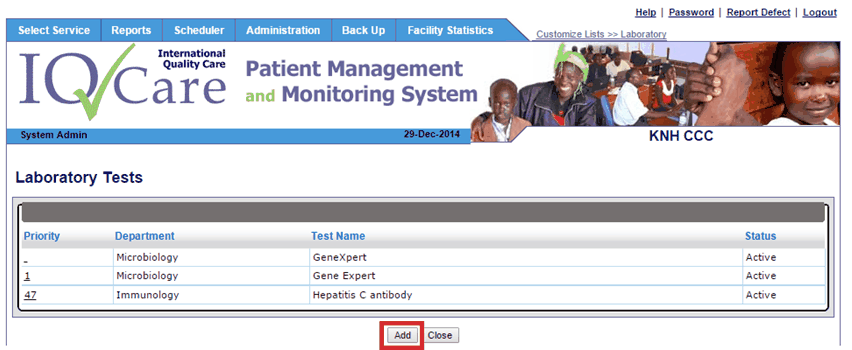 Help | Password | Report Defect | Logout
Select Service Reports Scheduler Administration Back Up Facility Statistics
Customize Lists >> Laboratory
IQCare International Quality Care
Patient Management
and Monitoring System
System Admin 29-Dec-2014 KNH CCC
Laboratory Tests
Priority Department Test Name Status
- Microbiology GeneXpert Active
1 Microbiology Gene Expert Active
47 Immunology Hepatitis C antibody Active
Add Close